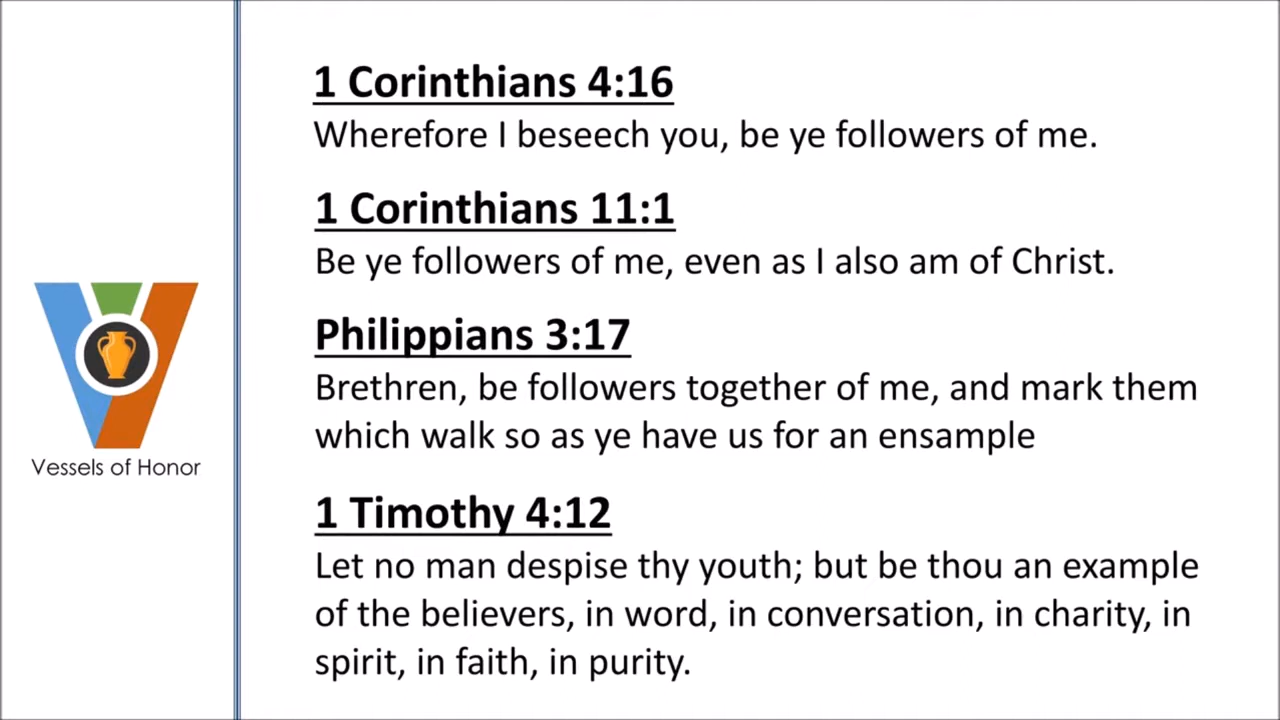 1 Corinthians 4:16
Wherefore I beseech you, be ye followers of me.
1 Corinthians 11:1
Be ye followers of me, even as I also am of Christ.
Philippians 3:17
Brethren, be followers together of me, and mark them
which walk so as ye have us for an ensample
1 Timothy 4:12
Let no man despise thy youth; but be thou an example
of the believers, in word, in conversation, in charity, in
spirit, in faith, in purity.
Vessels of Honor